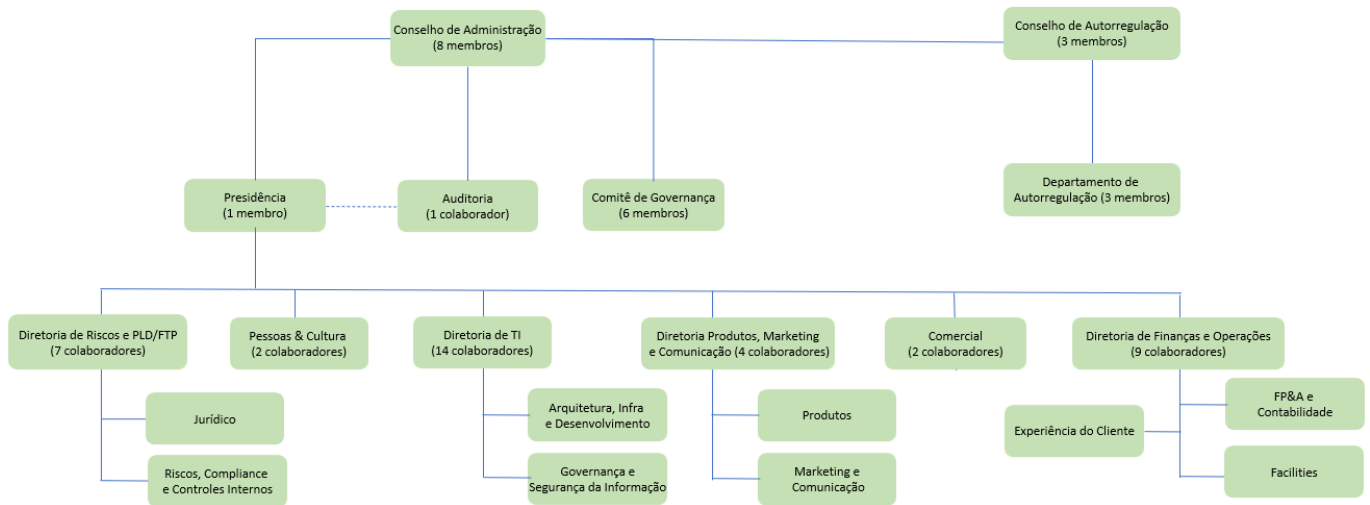 Conselho de Administração
(8 membros)
Conselho de Autorregulação
(3 membros)
Presidência
(1 membro)
Auditoria
(1 colaborador)
Comitê de Governança
(6 membros)
Departamento de
Autorregulação (3 membros)
Diretoria de Riscos e PLD/FTP
(7 colaboradores)
Pessoas & Cultura
(2 colaboradores)
Diretoria de TI
(14 colaboradores)
Diretoria Produtos, Marketing
e Comunicação (4 colaboradores)
Comercial
(2 colaboradores)
Diretoria de Finanças e Operações
(9 colaboradores)
Jurídico
Riscos, Compliance
e Controles Internos
Arquitetura, Infra
e Desenvolvimento
Governança e
Segurança da Informação
Produtos
Marketing e
Comunicação
Experiência do Cliente
FP&A e
Contabilidade
Facilities